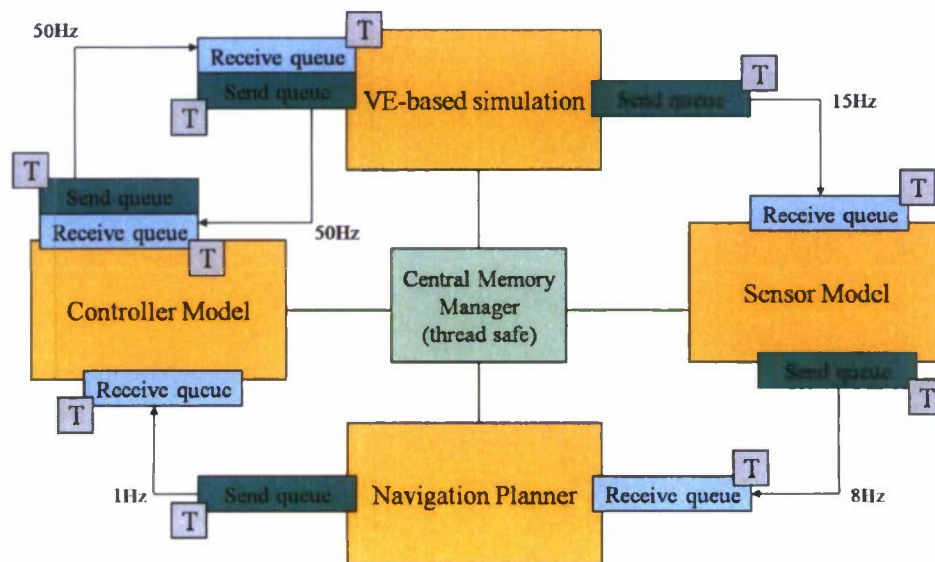 50Hz
T
Receive queue
Send queue
T
VE-based simulation
T
Send queue
15Hz
T
Send queue
Receive queue
T
50Hz
T
Receive queue
Controller Model
Central Memory
Manager
(thread safe)
Sensor Model
Receive queue
T
Send queue
T
1Hz
Send queue
T
Navigation Planner
T
Receive queue
8Hz